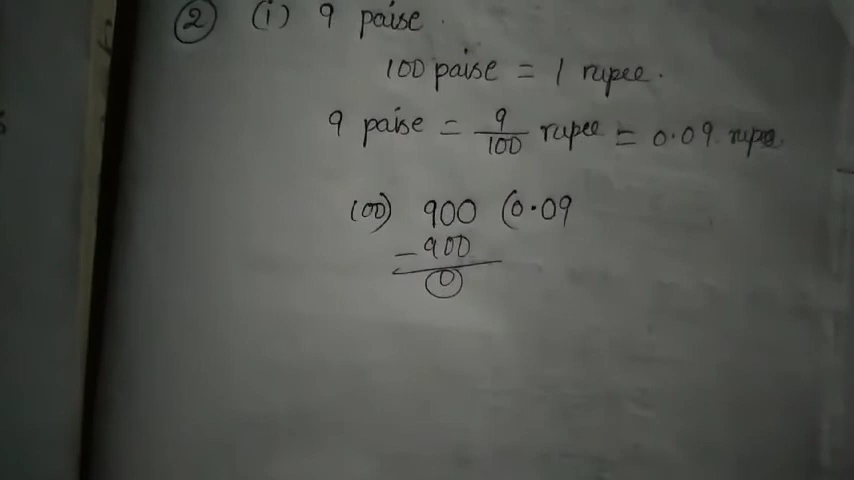 2 (i) 9 paise.
100 paise = 1 rupee.
9 paise = 9/100 rupee = 0.09 rupe
100) 900 (0.09
- 900
0